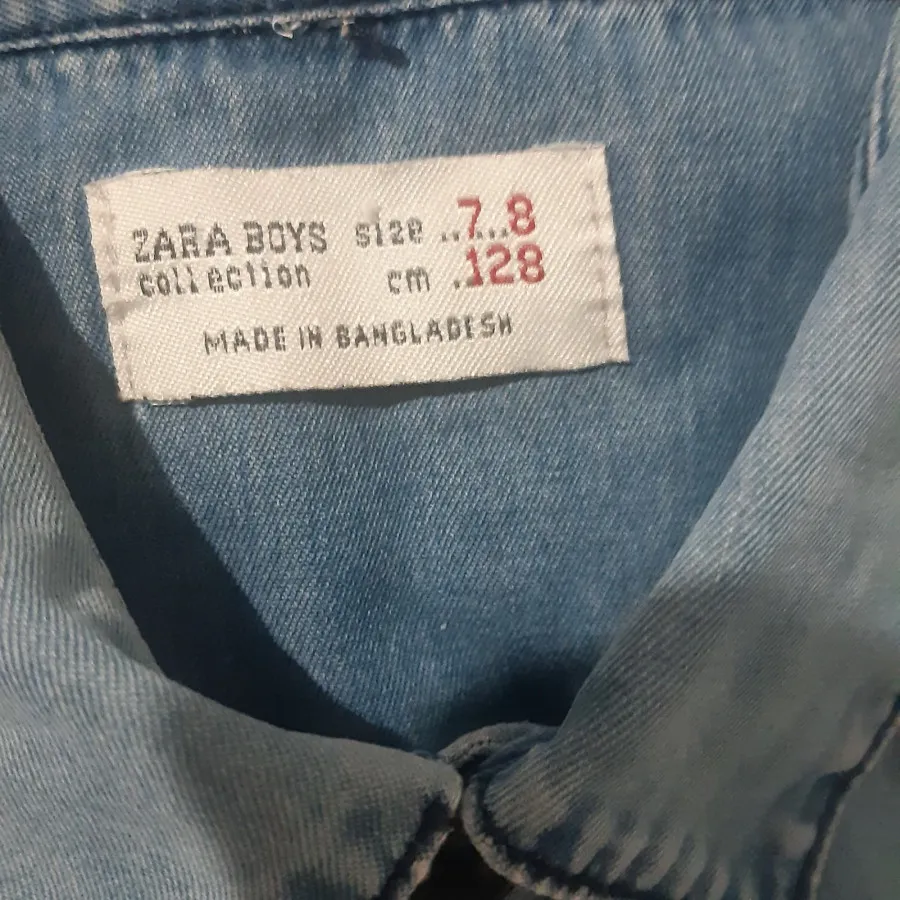 ZARA BOYS size ..7...8
collection cm .128
MADE IN BANGLADESH